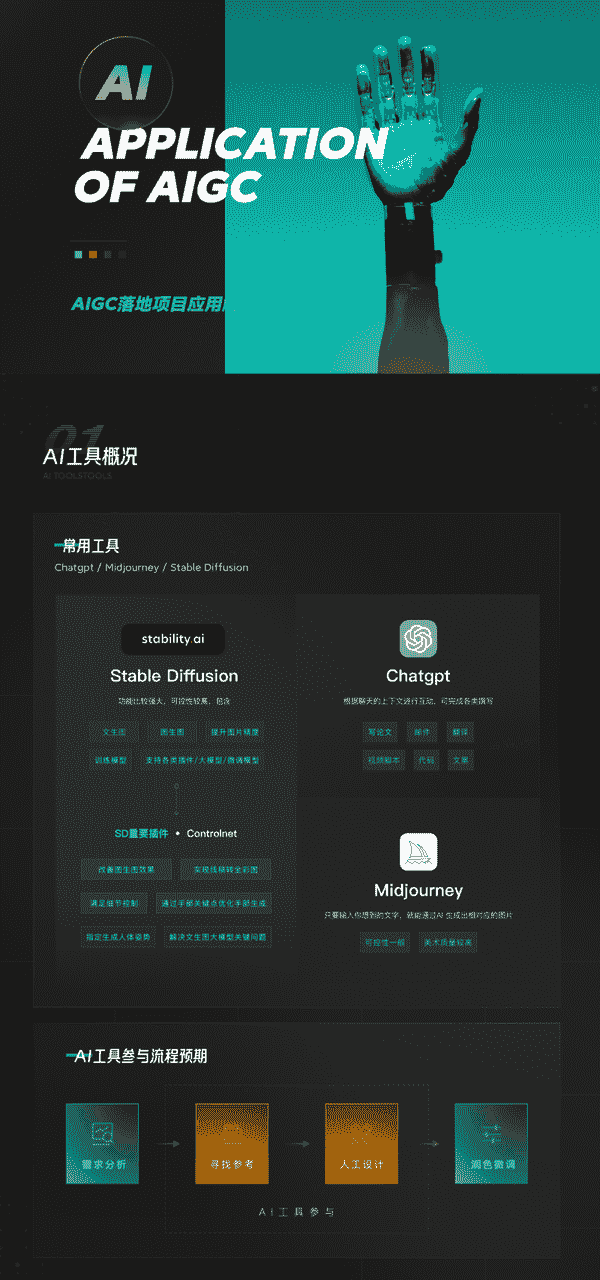 AI
APPLICATION
OF AIGC
AIGC落地项目应用
01
AI工具概况
AI TOOLSTOOLS
常用工具
Chatgpt / Midjourney / Stable Diffusion
stability.ai
Stable Diffusion
功能比较强大，可控性较高，包含
文生图 图生图 提升图片精度
训练模型 支持各类插件/大模型/微调模型
SD重要插件 • Controlnet
改善图生图效果 实现线稿转全彩图
满足细节控制 通过手部关键点优化手部生成
指定生成人体姿势 解决文生图大模型关键问题
Chatgpt
根据聊天的上下文进行互动，可完成各类撰写
写论文 邮件 翻译
视频脚本 代码 文案
Midjourney
只要输入你想到的文字，就能通过AI生成出相对应的图片
可控性一般 美术质量较高
AI工具参与流程预期
需求分析 寻找参考 人工设计 润色微调
AI工具参与